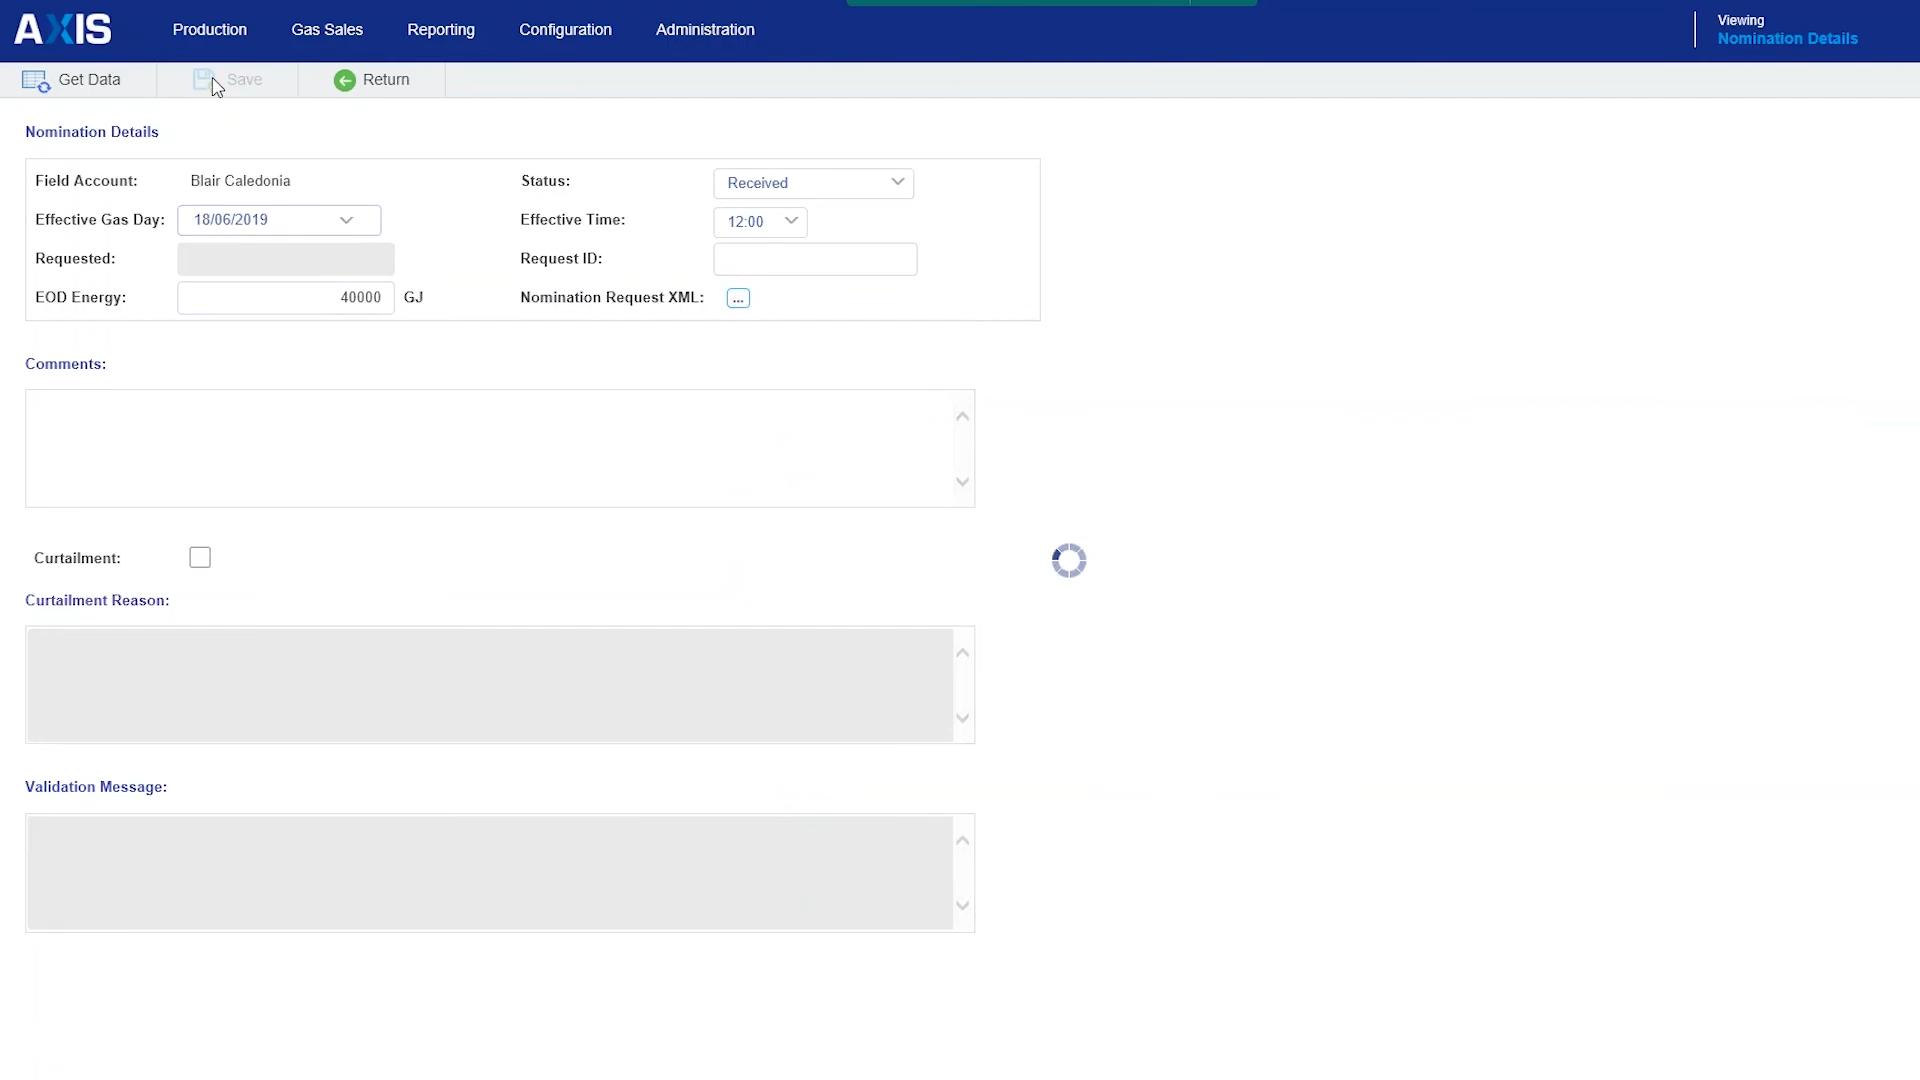 AXIS Production Gas Sales Reporting Configuration Administration Viewing
Nomination Details
Get Data Save Return
Nomination Details
Field Account: Blair Caledonia Status: Received
Effective Gas Day: 18/06/2019 Effective Time: 12:00
Requested: Request ID:
EOD Energy: 40000 GJ Nomination Request XML: ...
Comments:
Curtailment:
Curtailment Reason:
Validation Message: